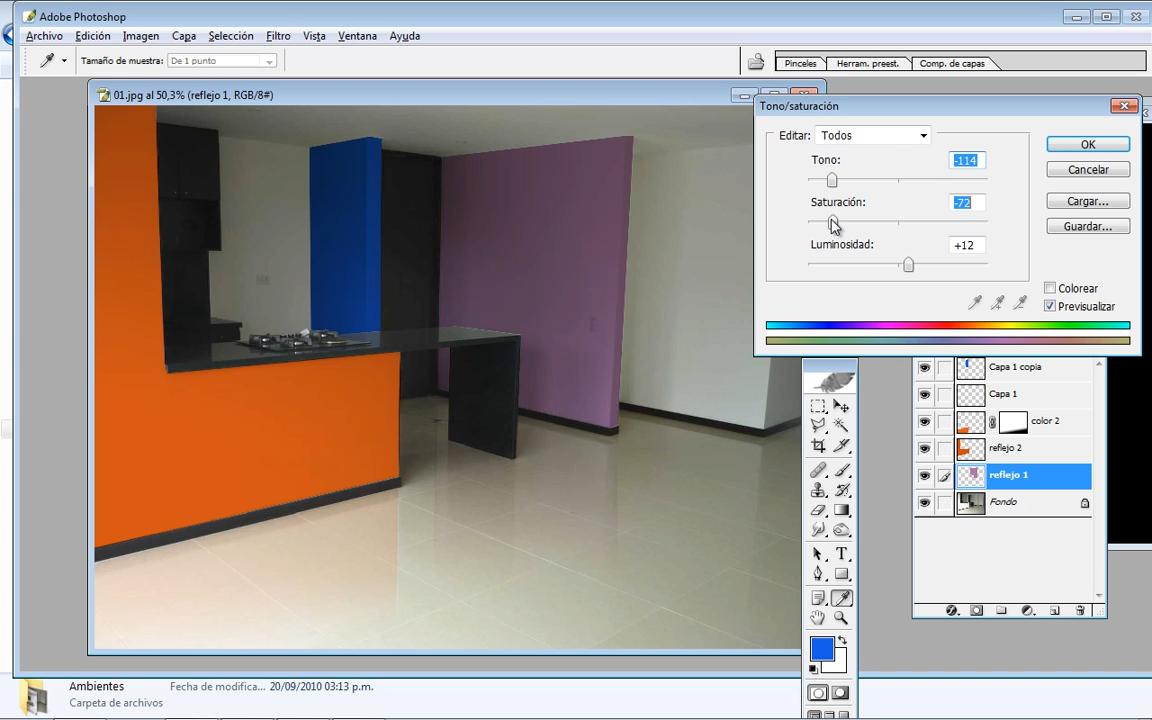 Adobe Photoshop
Archivo Edición Imagen Capa Selección Filtro Vista Ventana Ayuda
Tamaño de muestra: De 1 punto
Pinceles Herram. preest. Comp. de capas
01.jpg al 50,3% (reflejo 1, RGB/8#)
Tono/saturación
Editar: Todos
Tono: -114
Saturación: -72
Luminosidad: +12
OK
Cancelar
Cargar...
Guardar...
Colorear
Previsualizar
Capa 1 copia
Capa 1
color 2
reflejo 2
reflejo 1
Fondo
T
Ambientes Fecha de modifica... 20/09/2010 03:13 p.m.
Carpeta de archivos